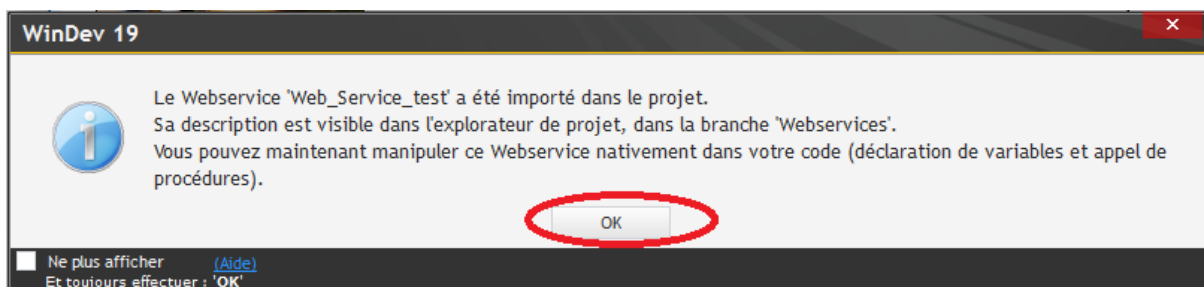 WinDev 19
Le Webservice 'Web_Service_test' a été importé dans le projet.
Sa description est visible dans l'explorateur de projet, dans la branche 'Webservices'.
Vous pouvez maintenant manipuler ce Webservice nativement dans votre code (déclaration de variables et appel de
procédures).
OK
Ne plus afficher (Aide)
Et toujours effectuer : 'OK'